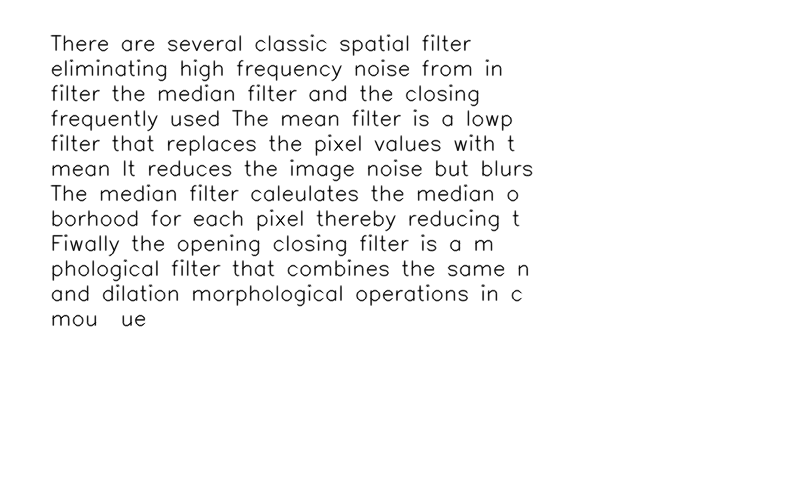 There are several classic spatial filter
eliminating high frequency noise from in
filter the median filter and the closing
frequently used The mean filter is a lowp
filter that replaces the pixel values with t
mean It reduces the image noise but blurs
The median filter caleulates the median o
borhood for each pixel thereby reducing t
Fiwally the opening closing filter is a m
phological filter that combines the same n
and dilation morphological operations in c
mou ue